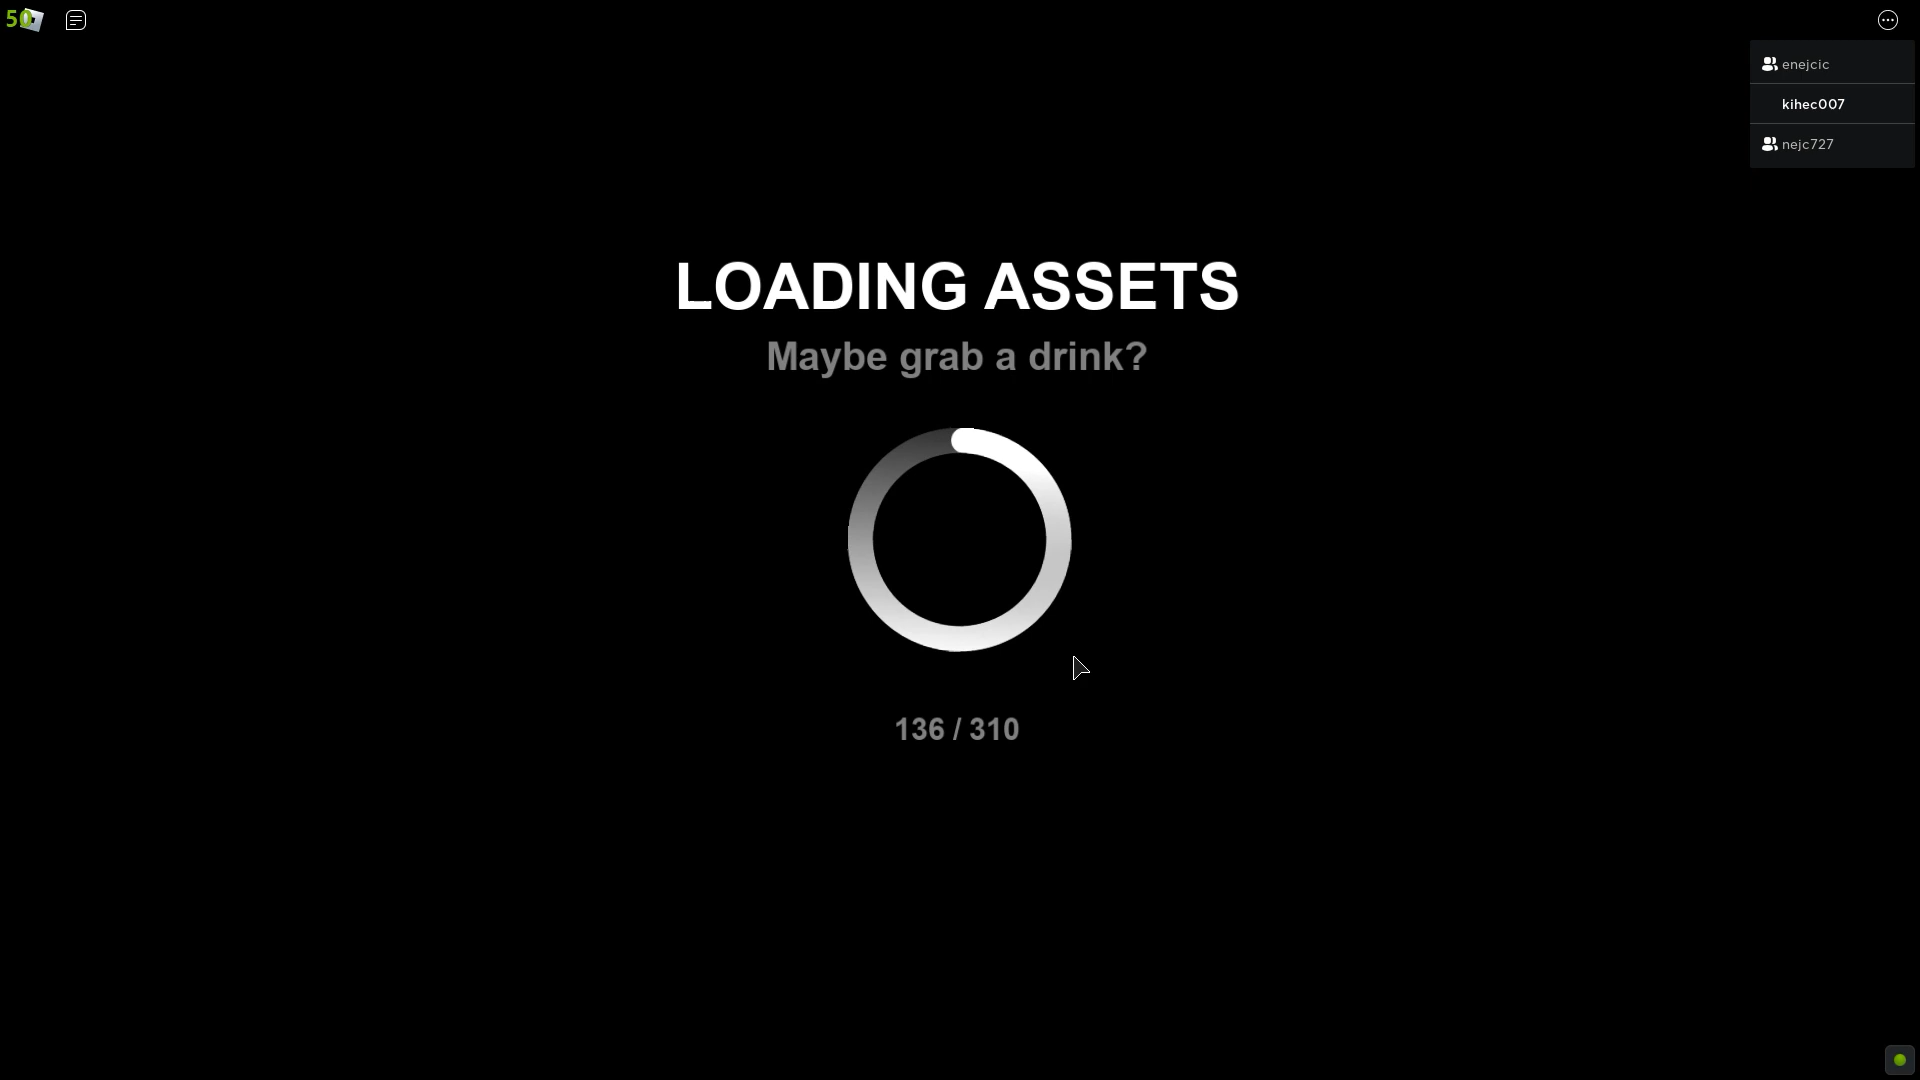 50
enejcic
kihec007
nejc727
LOADING ASSETS
Maybe grab a drink?
136 / 310